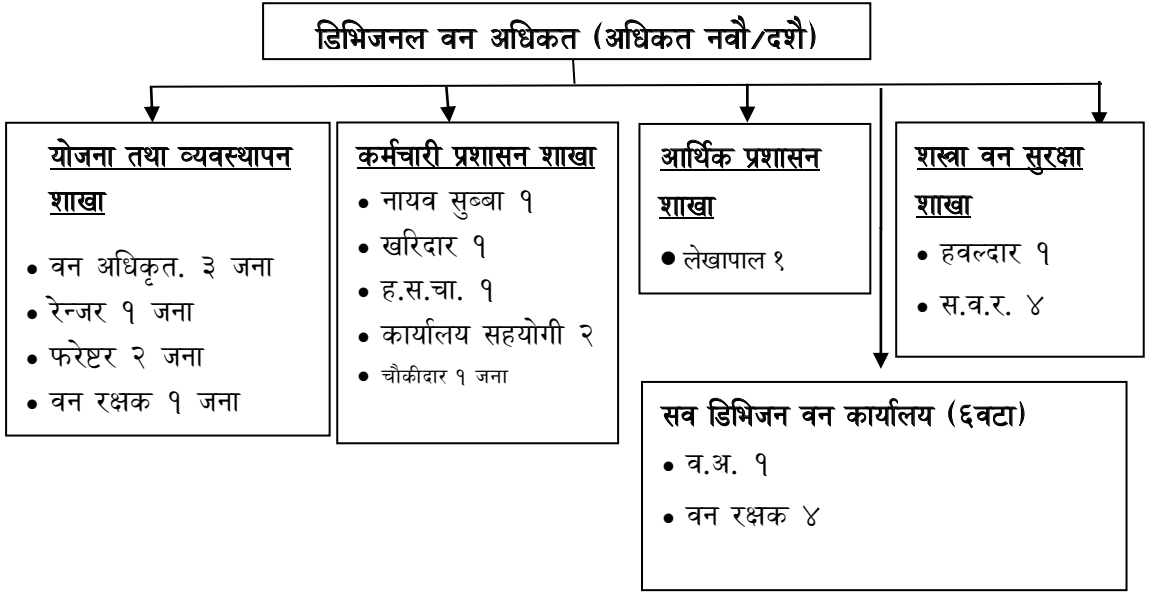 डिभिजनल वन अधिकत (अधिकत नवौ/दशै)
योजना तथा व्यवस्थापन
शाखा
• वन अधिकृत. ३ जना
• रेन्जर १ जना
• फरेष्टर २ जना
• वन रक्षक १ जना
कर्मचारी प्रशासन शाखा
• नायव सुब्बा १
• खरिदार १
• ह.स.चा. १
• कार्यालय सहयोगी २
• चौकीदार १ जना
आर्थिक प्रशासन
शाखा
• लेखापाल १
शस्त्रा वन सुरक्षा
शाखा
• हवल्दार १
• स.व.र. ४
सव डिभिजन वन कार्यालय (६वटा)
• व.अ. १
• वन रक्षक ४